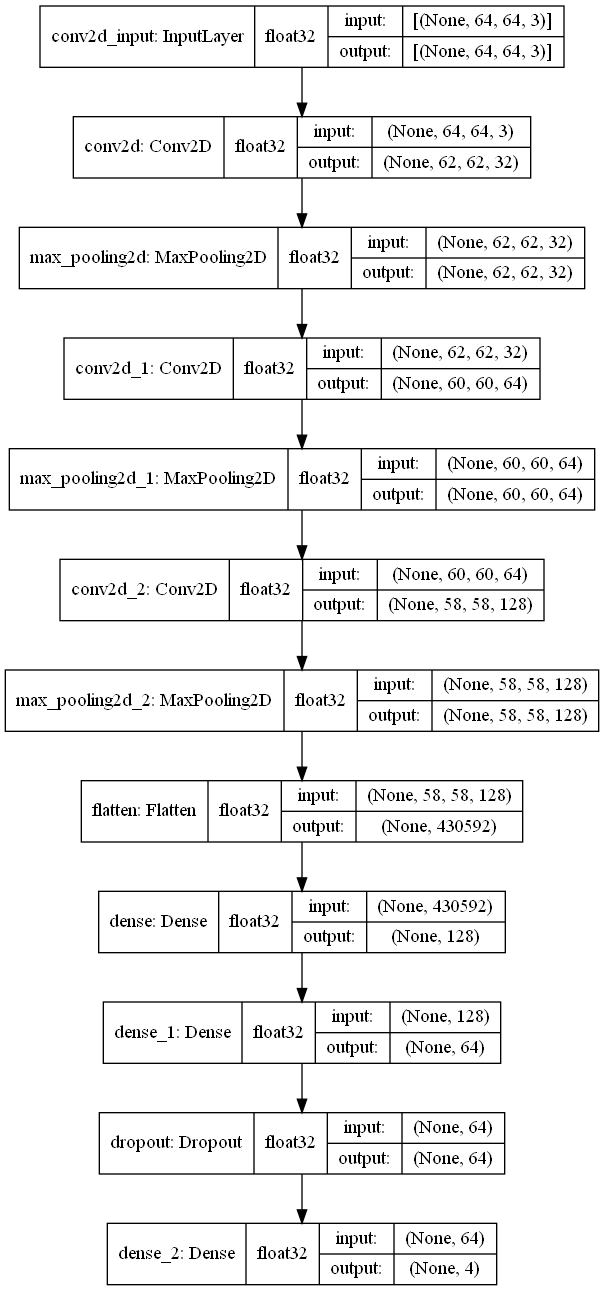 conv2d_input: InputLayer float32 input: [(None, 64, 64, 3)]
output: [(None, 64, 64, 3)]
conv2d: Conv2D float32 input: (None, 64, 64, 3)
output: (None, 62, 62, 32)
max_pooling2d: MaxPooling2D float32 input: (None, 62, 62, 32)
output: (None, 62, 62, 32)
conv2d_1: Conv2D float32 input: (None, 62, 62, 32)
output: (None, 60, 60, 64)
max_pooling2d_1: MaxPooling2D float32 input: (None, 60, 60, 64)
output: (None, 60, 60, 64)
conv2d_2: Conv2D float32 input: (None, 60, 60, 64)
output: (None, 58, 58, 128)
max_pooling2d_2: MaxPooling2D float32 input: (None, 58, 58, 128)
output: (None, 58, 58, 128)
flatten: Flatten float32 input: (None, 58, 58, 128)
output: (None, 430592)
dense: Dense float32 input: (None, 430592)
output: (None, 128)
dense_1: Dense float32 input: (None, 128)
output: (None, 64)
dropout: Dropout float32 input: (None, 64)
output: (None, 64)
dense_2: Dense float32 input: (None, 64)
output: (None, 4)